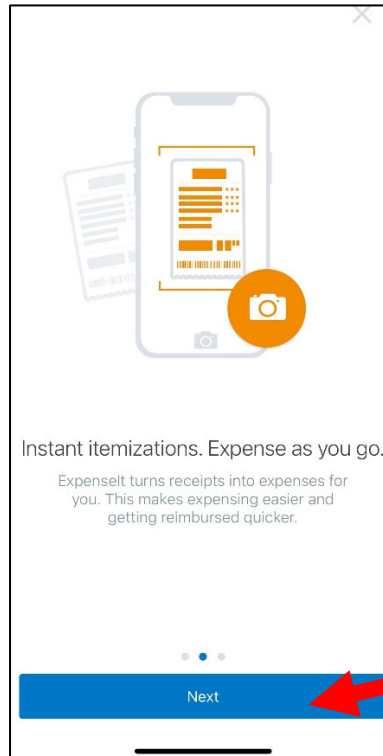 Instant itemizations. Expense as you go.
ExpenseIt turns receipts into expenses for
you. This makes expensing easier and
getting reimbursed quicker.
Next